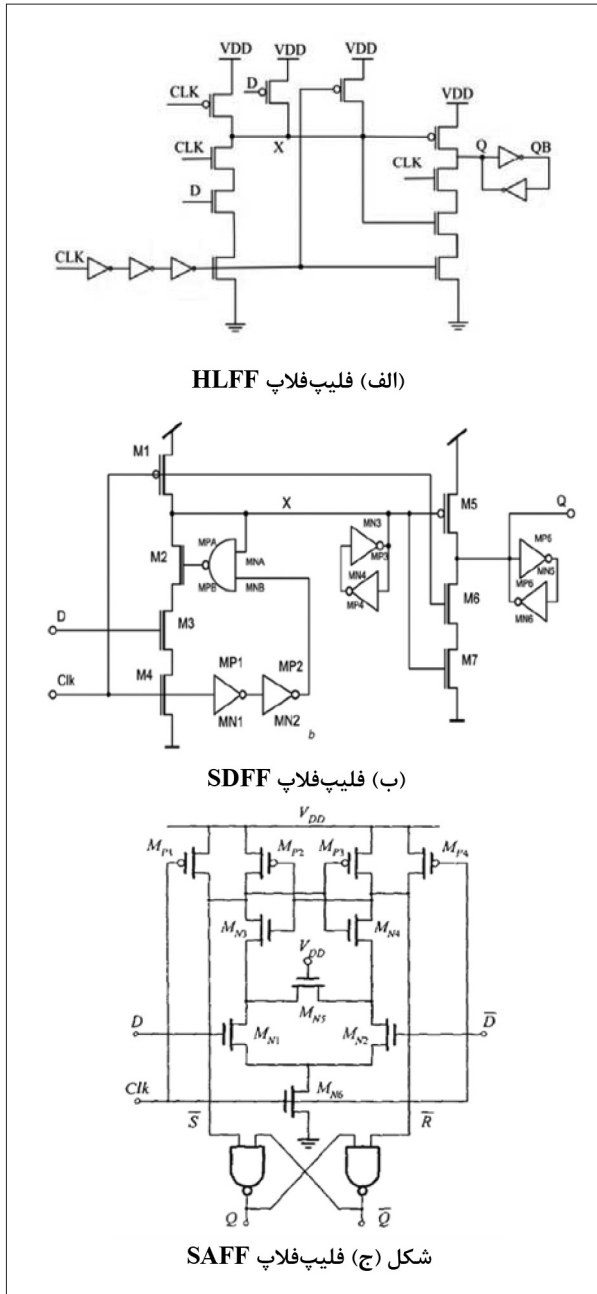 VDD VDD VDD
CLK D VDD
X Q QB
CLK CLK
D
CLK
(الف) فلیپ‌فلاپ HLFF
M1
X M5 Q
M2 MPA MNA MN3 MP3 MP6 MN5
MPB MNB MN4 MP4 M6 MP6 MN6
D M3
Clk M4 MP1 MP2 M7
MN1 MN2
b
(ب) فلیپ‌فلاپ SDFF
V_DD
M_P1 M_P2 M_P3 M_P4
M_N3 V_DD M_N4
D M_N1 M_N5 M_N2 D̅
Clk M_N6
S̅ R̅
Q Q̅
شکل (ج) فلیپ‌فلاپ SAFF